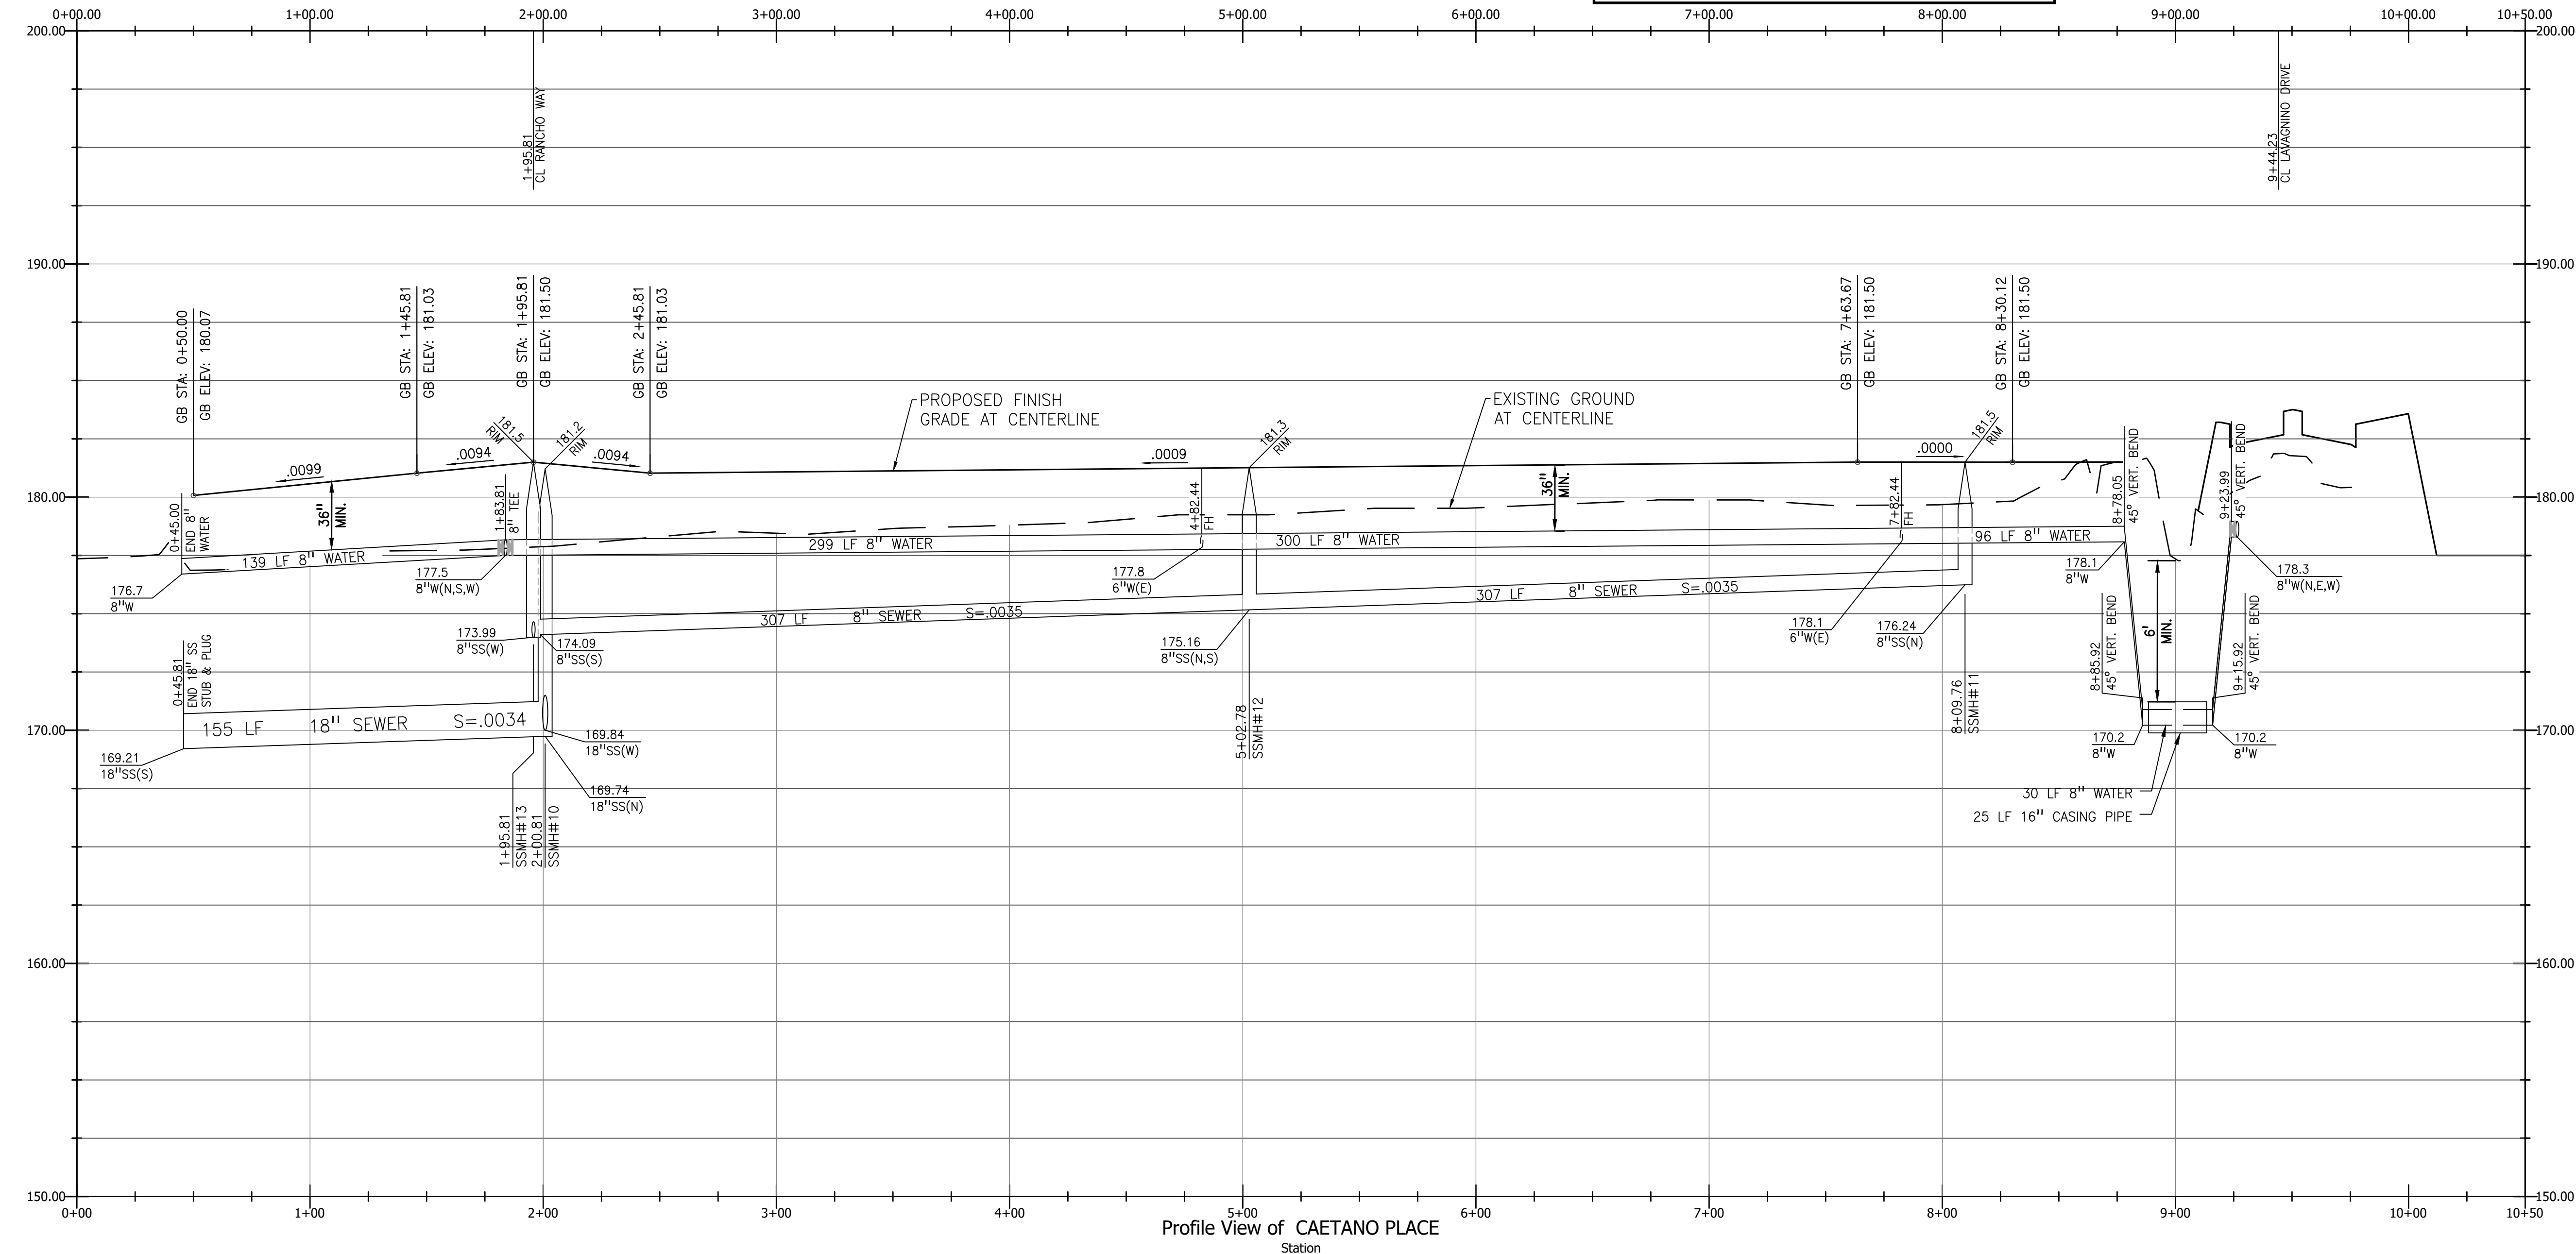 0+00.00
1+00.00
2+00.00
3+00.00
4+00.00
5+00.00
6+00.00
7+00.00
8+00.00
9+00.00
10+00.00
10+50.00
200.00
200.00
1+95.81
CL RANCHO WAY
9+44.23
CL LAVAGNINO DRIVE
190.00
190.00
GB STA: 0+50.00
GB ELEV: 180.07
GB STA: 1+45.81
GB ELEV: 181.03
GB STA: 1+95.81
GB ELEV: 181.50
GB STA: 2+45.81
GB ELEV: 181.03
GB STA: 7+63.67
GB ELEV: 181.50
GB STA: 8+30.12
GB ELEV: 181.50
PROPOSED FINISH
GRADE AT CENTERLINE
EXISTING GROUND
AT CENTERLINE
181.5
RIM
181.2
RIM
181.3
RIM
181.5
RIM
.0099
.0094
.0094
.0009
.0000
180.00
180.00
0+45.00
END 8"
WATER
36"
MIN.
1+83.81
8" TEE
4+82.44
FH
36"
MIN.
7+82.44
FH
8+78.05
45° VERT. BEND
9+23.99
45° VERT. BEND
139 LF 8" WATER
299 LF 8" WATER
300 LF 8" WATER
96 LF 8" WATER
176.7
8"W
177.5
8"W(N,S,W)
177.8
6"W(E)
178.1
6"W(E)
178.1
8"W
178.3
8"W(N,E,W)
307 LF 8" SEWER S=.0035
307 LF 8" SEWER S=.0035
173.99
8"SS(W)
174.09
8"SS(S)
175.16
8"SS(N,S)
176.24
8"SS(N)
6'
MIN.
8+85.92
45° VERT. BEND
9+15.92
45° VERT. BEND
0+45.81
END 18" SS
STUB & PLUG
155 LF 18" SEWER S=.0034
170.00
170.00
169.21
18"SS(S)
169.84
18"SS(W)
169.74
18"SS(N)
1+95.81
SSMH#13
2+00.81
SSMH#10
5+02.78
SSMH#12
8+09.76
SSMH#11
170.2
8"W
170.2
8"W
30 LF 8" WATER
25 LF 16" CASING PIPE
160.00
160.00
150.00
150.00
0+00
1+00
2+00
3+00
4+00
5+00
6+00
7+00
8+00
9+00
10+00
10+50
Profile View of CAETANO PLACE
Station